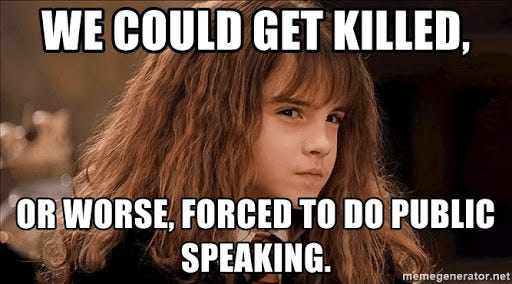 WE COULD GET KILLED,
OR WORSE, FORCED TO DO PUBLIC
SPEAKING.
memegenerator.net